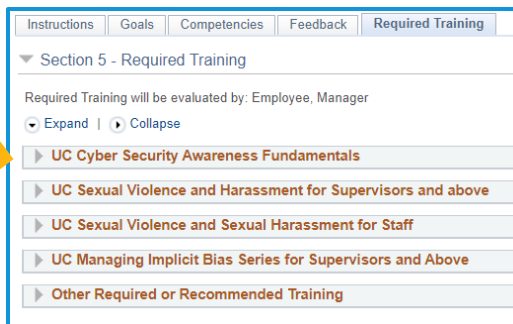 Instructions Goals Competencies Feedback Required Training
Section 5 - Required Training
Required Training will be evaluated by: Employee, Manager
Expand | Collapse
UC Cyber Security Awareness Fundamentals
UC Sexual Violence and Harassment for Supervisors and above
UC Sexual Violence and Sexual Harassment for Staff
UC Managing Implicit Bias Series for Supervisors and Above
Other Required or Recommended Training